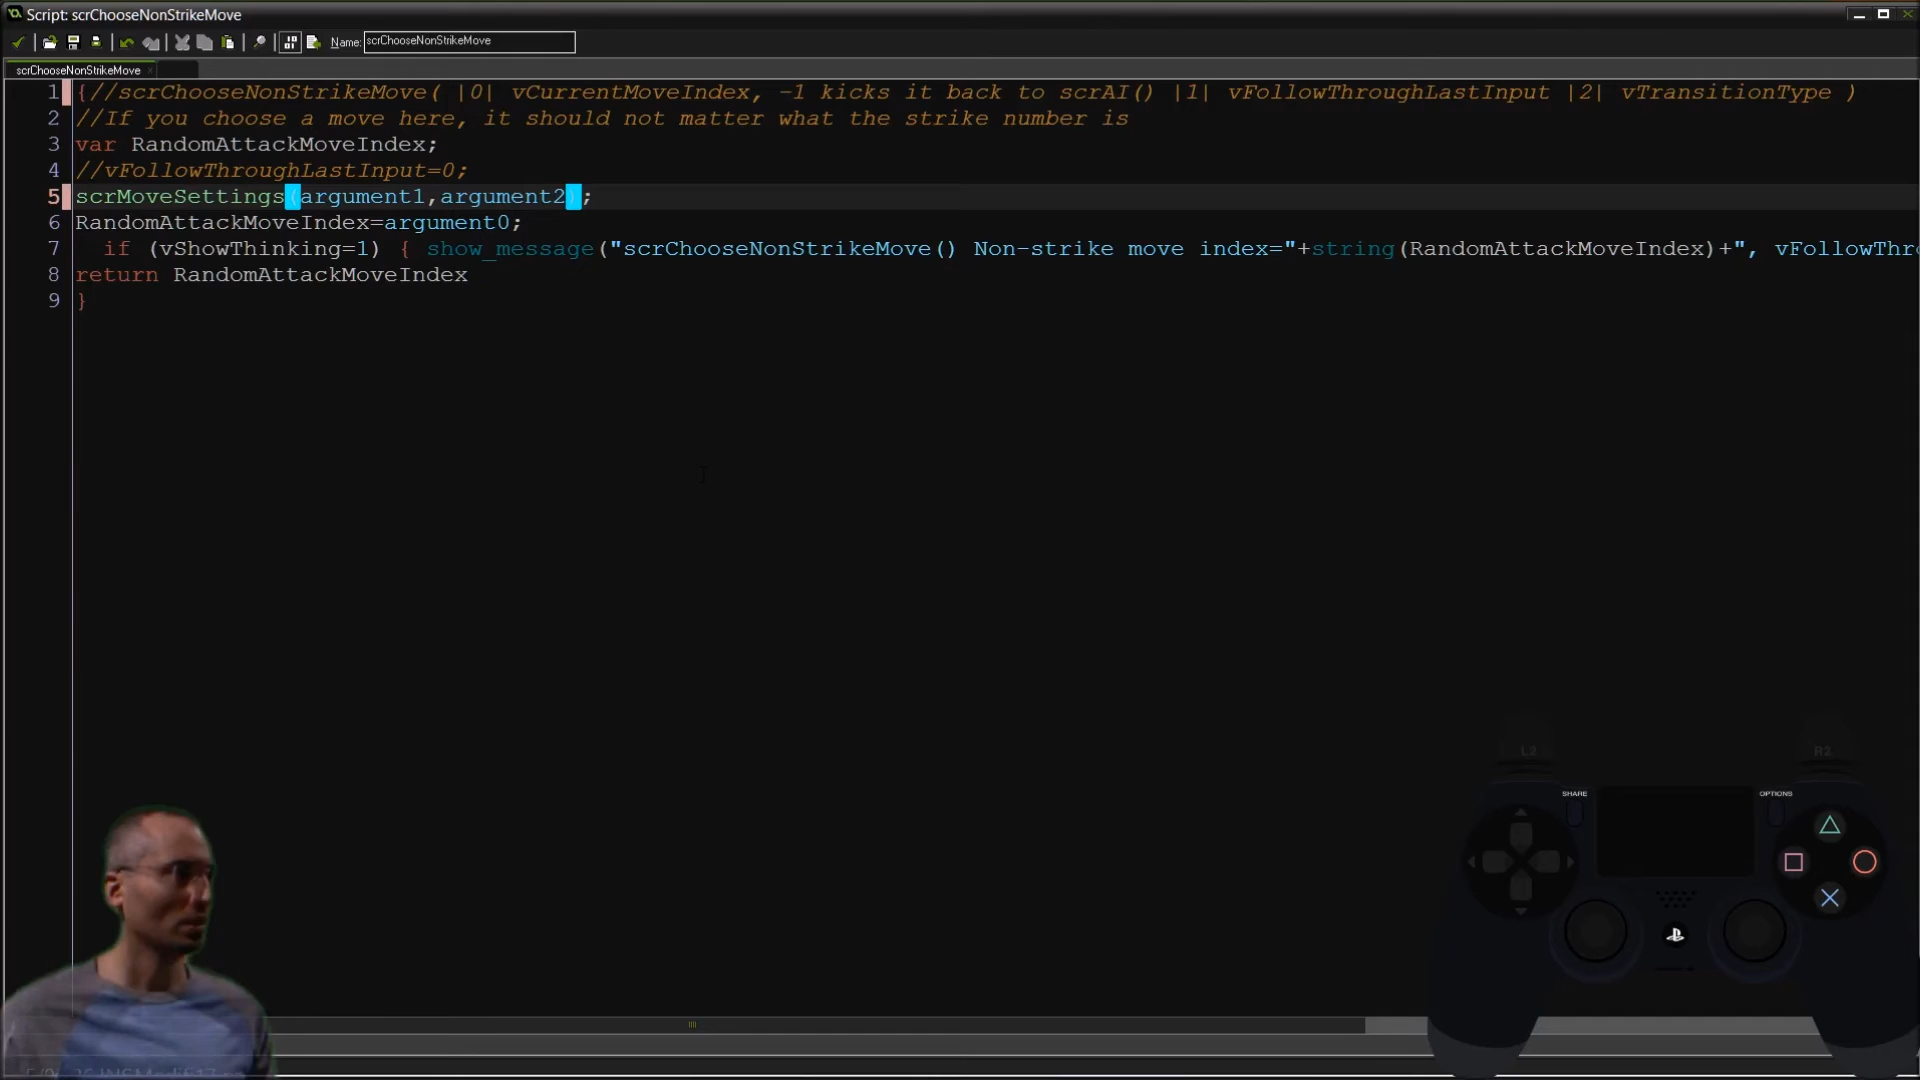 Script: scrChooseNonStrikeMove
Name: scrChooseNonStrikeMove
scrChooseNonStrikeMove
1 {//scrChooseNonStrikeMove( |0| vCurrentMoveIndex, -1 kicks it back to scrAI() |1| vFollowThroughLastInput |2| vTransitionType )
2 //If you choose a move here, it should not matter what the strike number is
3 var RandomAttackMoveIndex;
4 //vFollowThroughLastInput=0;
5 scrMoveSettings(argument1,argument2);
6 RandomAttackMoveIndex=argument0;
7 if (vShowThinking=1) { show_message("scrChooseNonStrikeMove() Non-strike move index="+string(RandomAttackMoveIndex)+", vFollowThr
8 return RandomAttackMoveIndex
9 }
L2 R2
SHARE OPTIONS